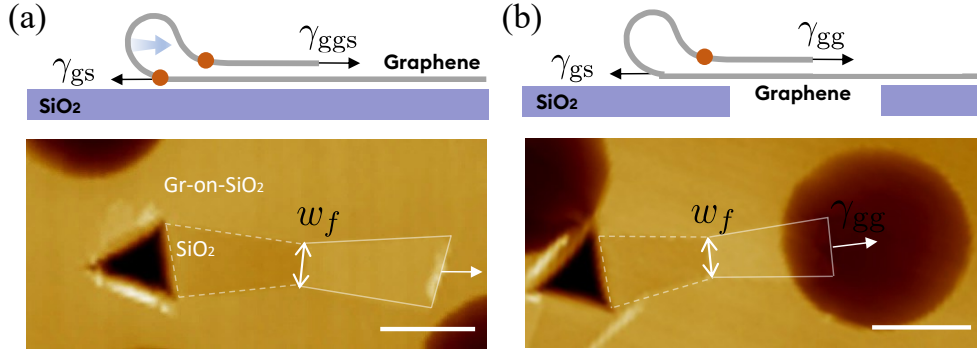 (a)
γggs
γgs
Graphene
SiO2
Gr-on-SiO2
SiO2
wf
(b)
γgg
γgs
SiO2
Graphene
wf
γgg